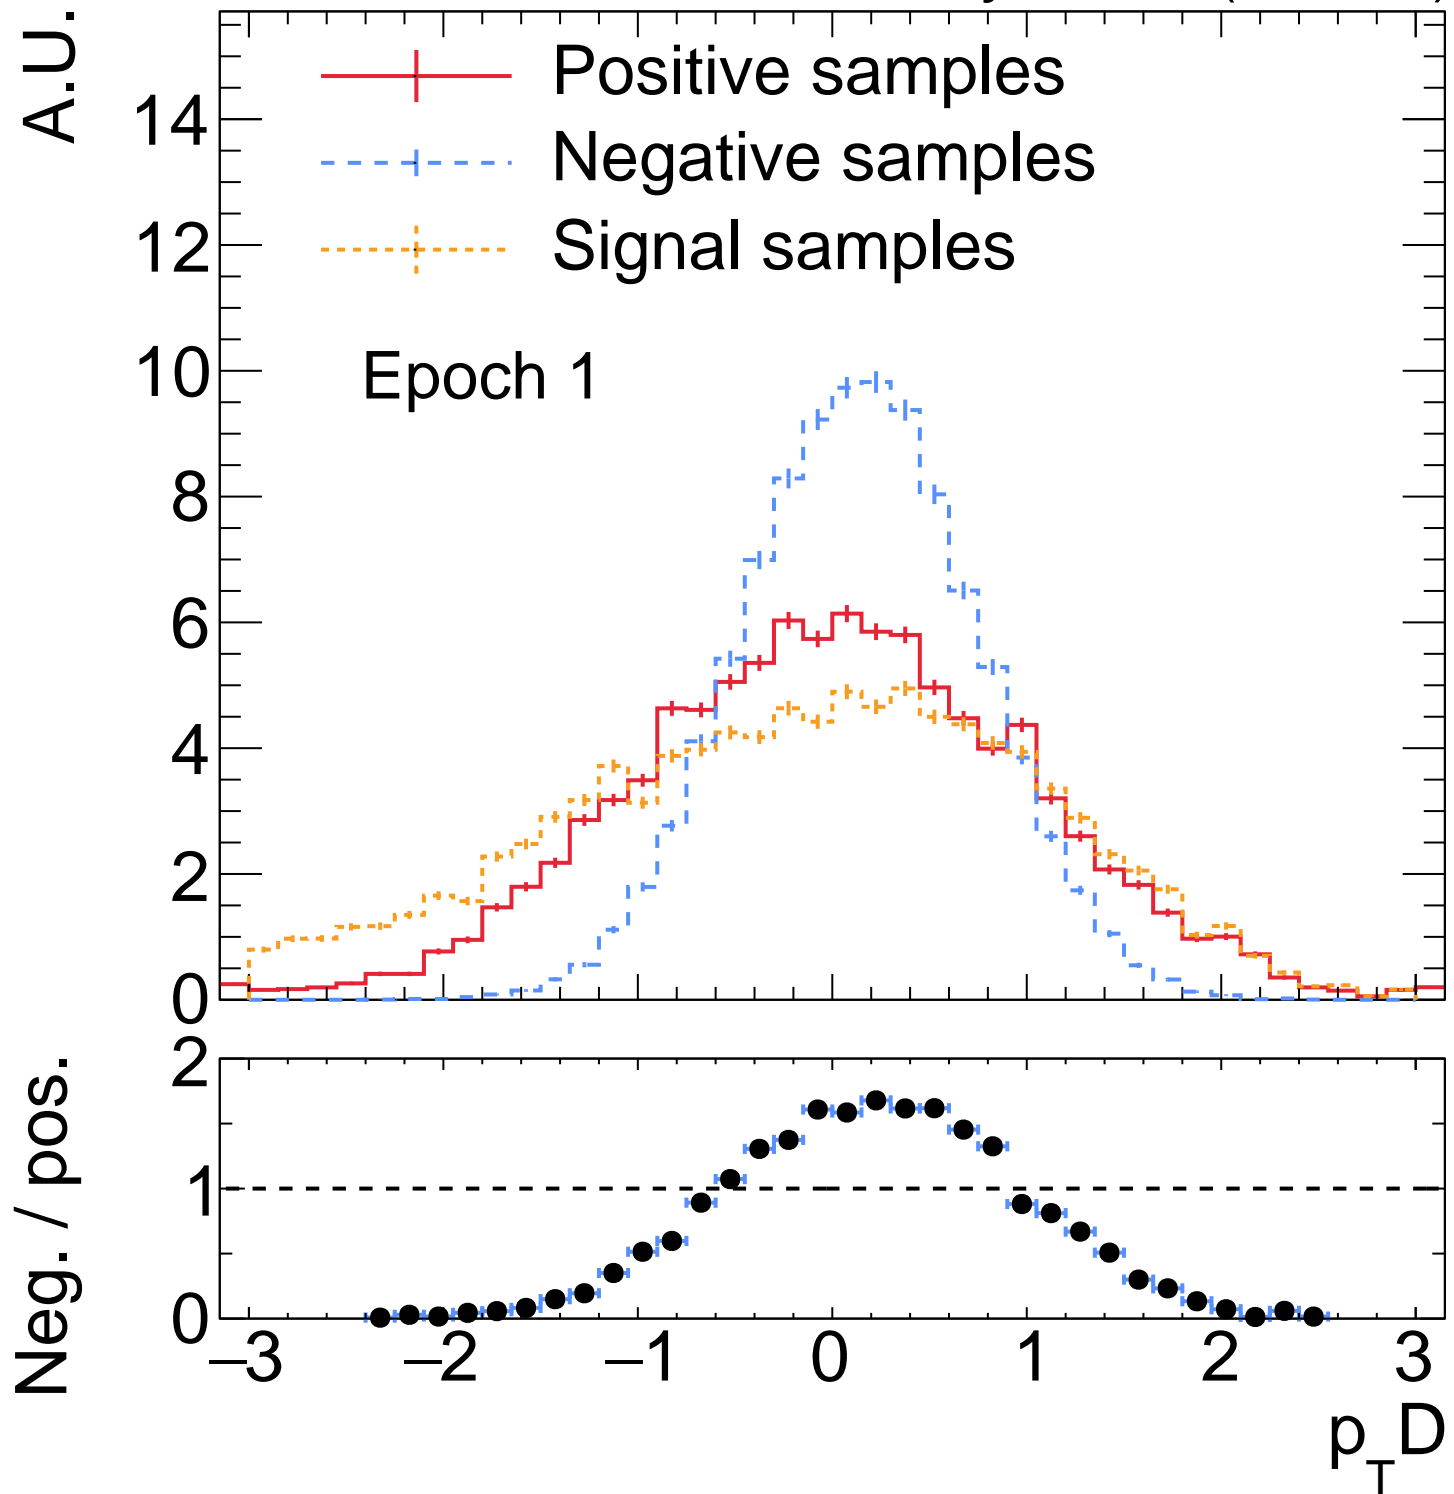 A.U.
Positive samples
Negative samples
Signal samples
Epoch 1
14
12
10
8
6
4
2
0
Neg. / pos.
2
1
0
–3 –2 –1 0 1 2 3
p_T D